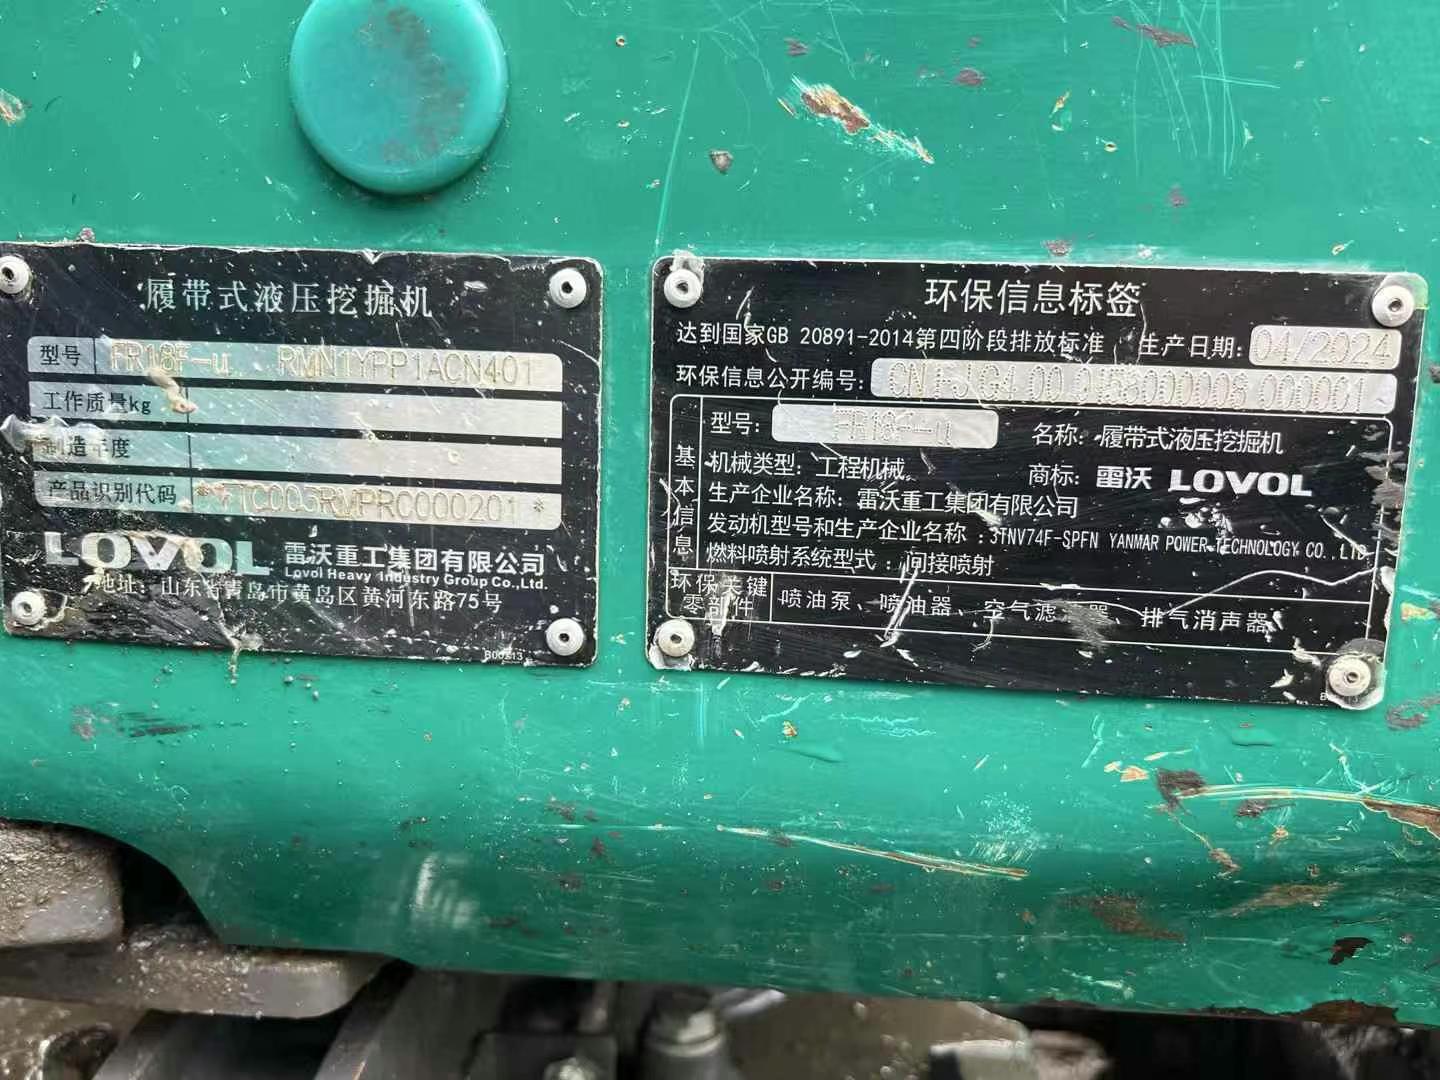 履带式液压挖掘机
型号 FR18F-u RMN1YPP1ACN401
工作质量kg
制造年度
产品识别代码
LOVOL 雷沃重工集团有限公司
Lovol Heavy Industry Group Co.,Ltd.
地址: 山东省青岛市黄岛区黄河东路75号
环保信息标签
达到国家GB 20891-2014第四阶段排放标准 生产日期: 04/2024
环保信息公开编号:
型号: FR18F-u 名称: 履带式液压挖掘机
机械类型: 工程机械 商标: 雷沃 LOVOL
基本信息
生产企业名称: 雷沃重工集团有限公司
发动机型号和生产企业名称: 3TNV74F-SPFN YANMAR POWER TECHNOLOGY CO., LTD
燃料喷射系统型式: 间接喷射
环保关键零部件 喷油泵、喷油器、空气滤清器、排气消声器